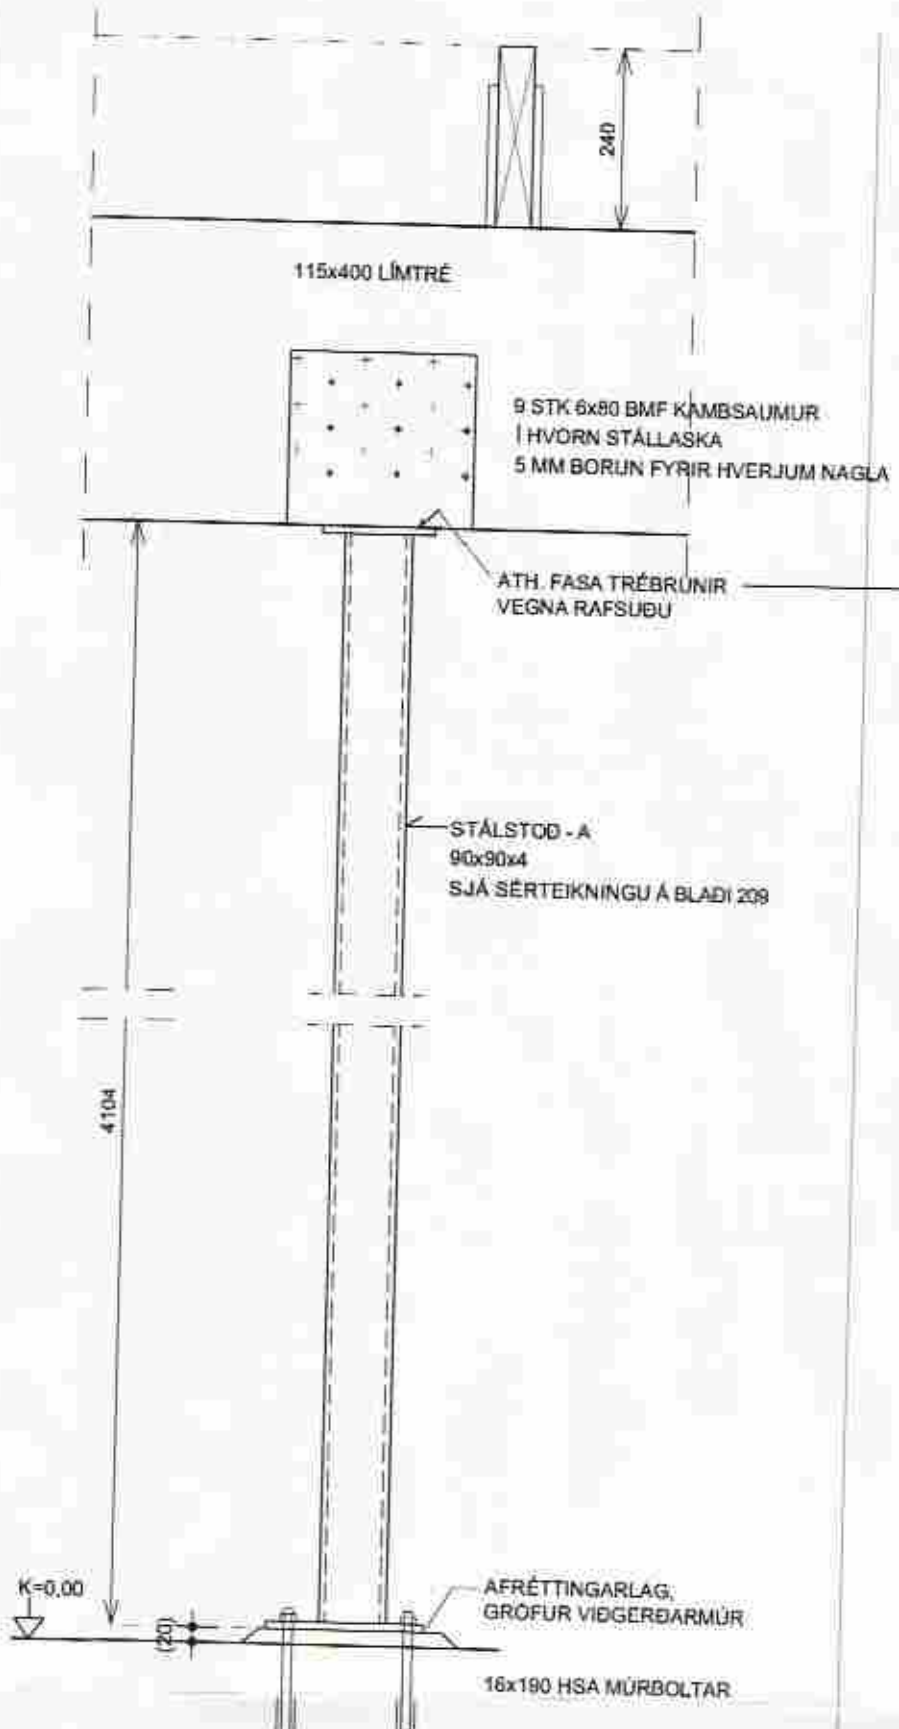 240
115x400 LÍMTRÉ
9 STK 6x80 BMF KAMBSAUMUR
Í HVORN STÁLLASKA
5 MM BORUN FYRIR HVERJUM NAGLA
ATH. FASA TRÉBRÚNIR
VEGNA RAFSUÐU
STÁLSTOÐ - A
90x90x4
SJÁ SÉRTEIKNINGU Á BLAÐI 209
4104
K=0,00
(20)
AFRÉTTINGARLAG,
GRÓFUR VIÐGERÐARMÚR
16x190 HSA MÚRBOLTAR